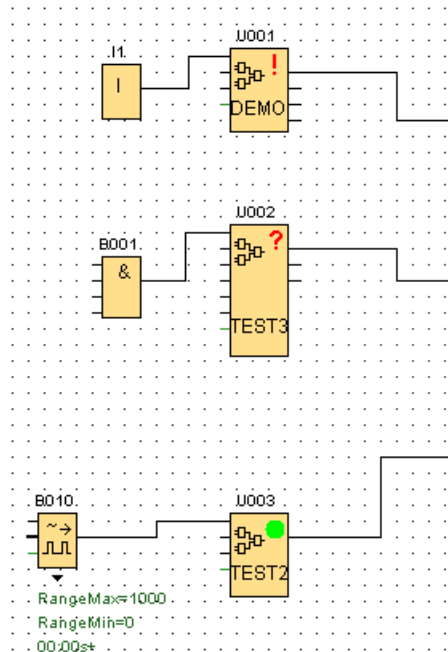 I1
I
U001
!
DEMO
B001
&
U002
?
TEST3
B010
U003
TEST2
RangeMax=1000
RangeMin=0
00:00s+